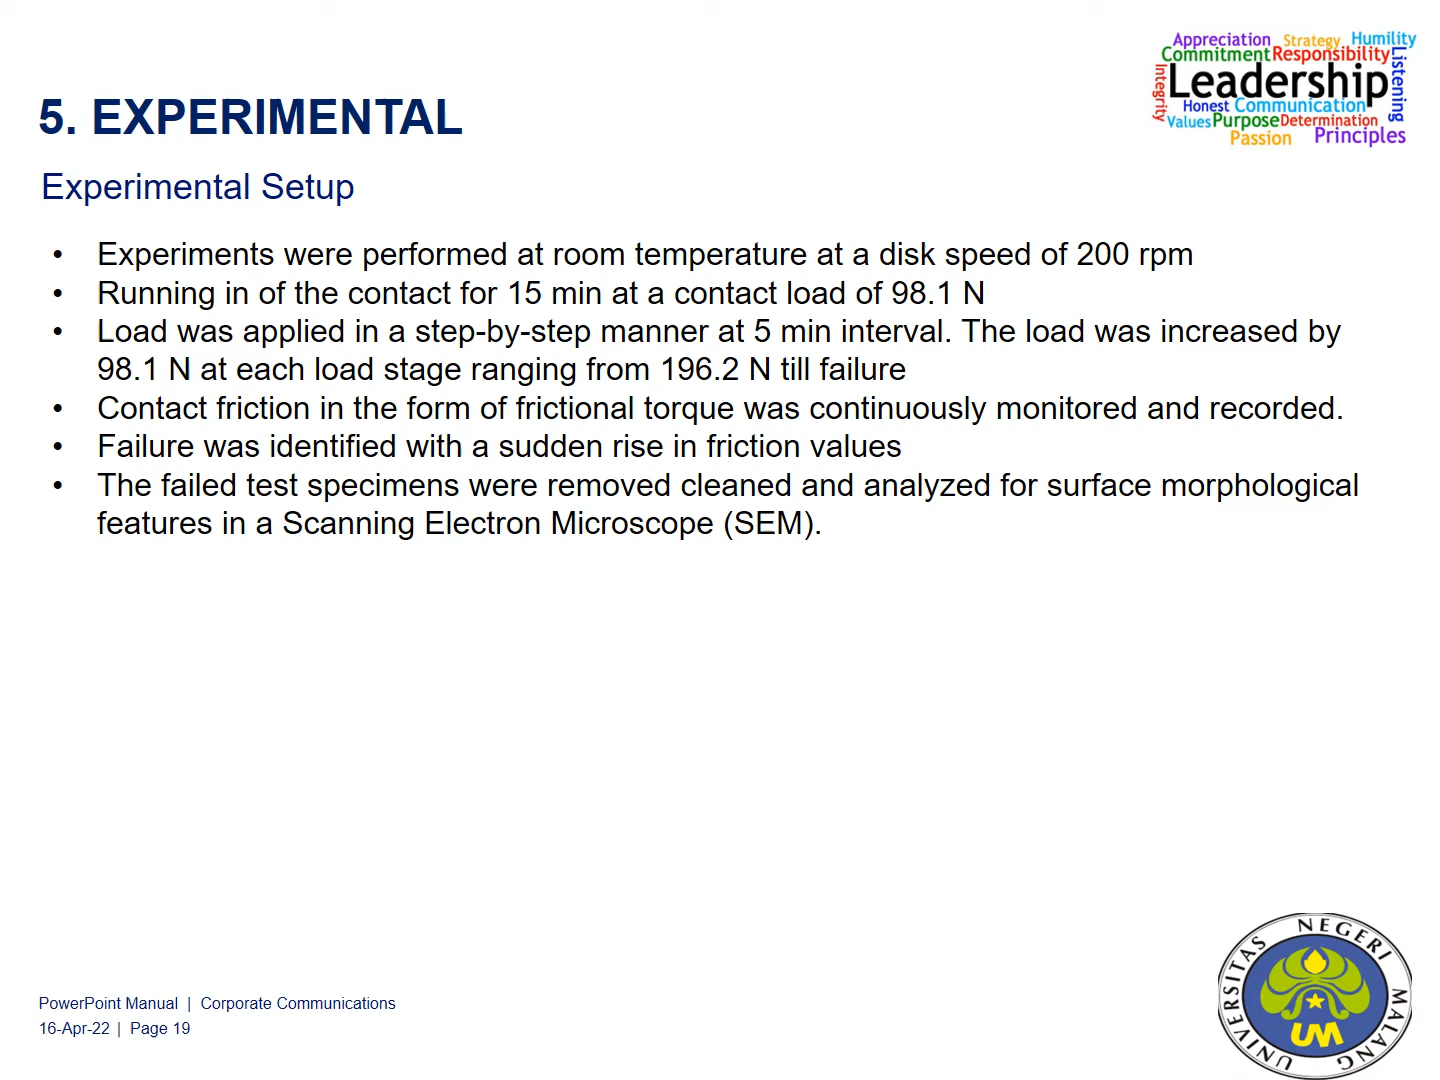 Appreciation Strategy Humility
Commitment Responsibility
Integrity
Leadership
Listening
Honest Communication
Values Purpose Determination
Passion Principles
5. EXPERIMENTAL
Experimental Setup
• Experiments were performed at room temperature at a disk speed of 200 rpm
• Running in of the contact for 15 min at a contact load of 98.1 N
• Load was applied in a step-by-step manner at 5 min interval. The load was increased by
98.1 N at each load stage ranging from 196.2 N till failure
• Contact friction in the form of frictional torque was continuously monitored and recorded.
• Failure was identified with a sudden rise in friction values
• The failed test specimens were removed cleaned and analyzed for surface morphological
features in a Scanning Electron Microscope (SEM).
PowerPoint Manual | Corporate Communications
16-Apr-22 | Page 19
UNIVERSITAS NEGERI MALANG
UM